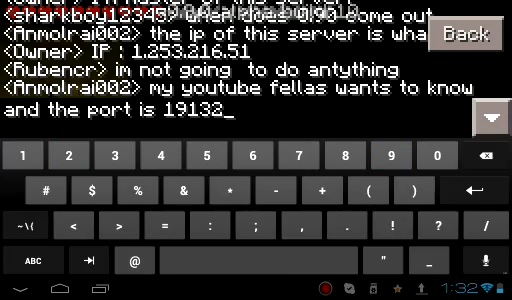 <sharkboy12345> when does 0.90 come out
<Anmolrai002> the ip of this server is wha
Back
<Owner> IP : 1.253.216.51
<Rubencr> im not going to do antything
<Anmolrai002> my youtube fellas wants to know
and the port is 19132_
1 2 3 4 5 6 7 8 9 0
# $ % & * - + ( )
~\{ < > = : ; , . ! ? /
ABC @ " _
1:32